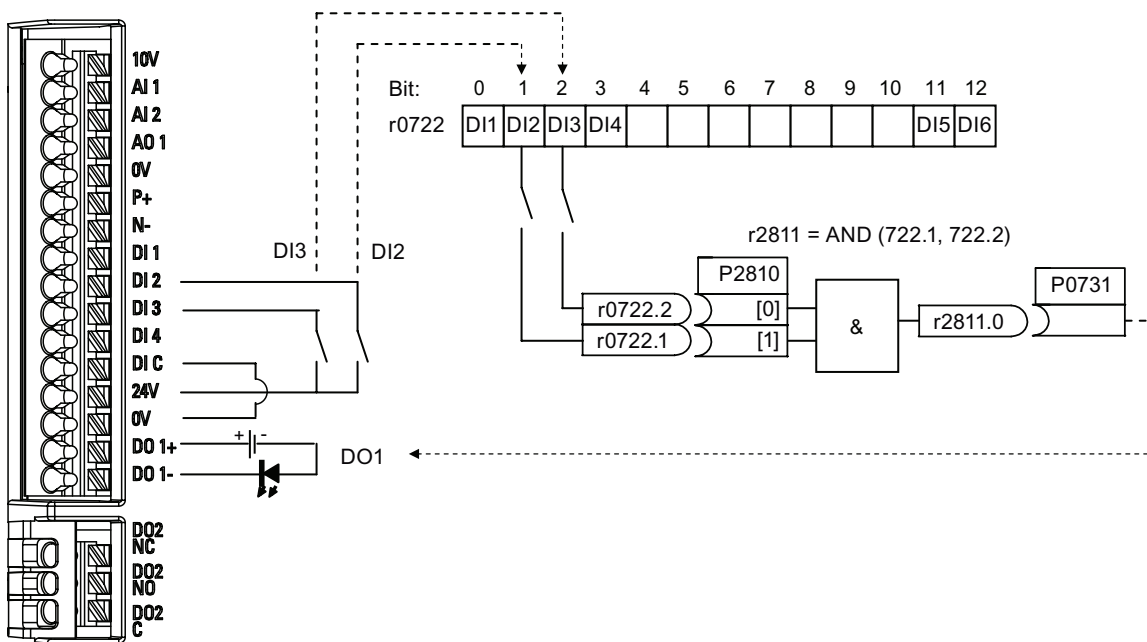 10V
AI 1
AI 2
AO 1
0V
P+
N-
DI 1
DI 2
DI 3
DI 4
DI C
24V
0V
DO 1+
DO 1-
DO2
NC
DO2
NO
DO2
C
DI3 DI2
+ -
DO1
Bit: 0 1 2 3 4 5 6 7 8 9 10 11 12
r0722 DI1 DI2 DI3 DI4 DI5 DI6
r2811 = AND (722.1, 722.2)
P2810
r0722.2 [0]
r0722.1 [1]
&
r2811.0
P0731